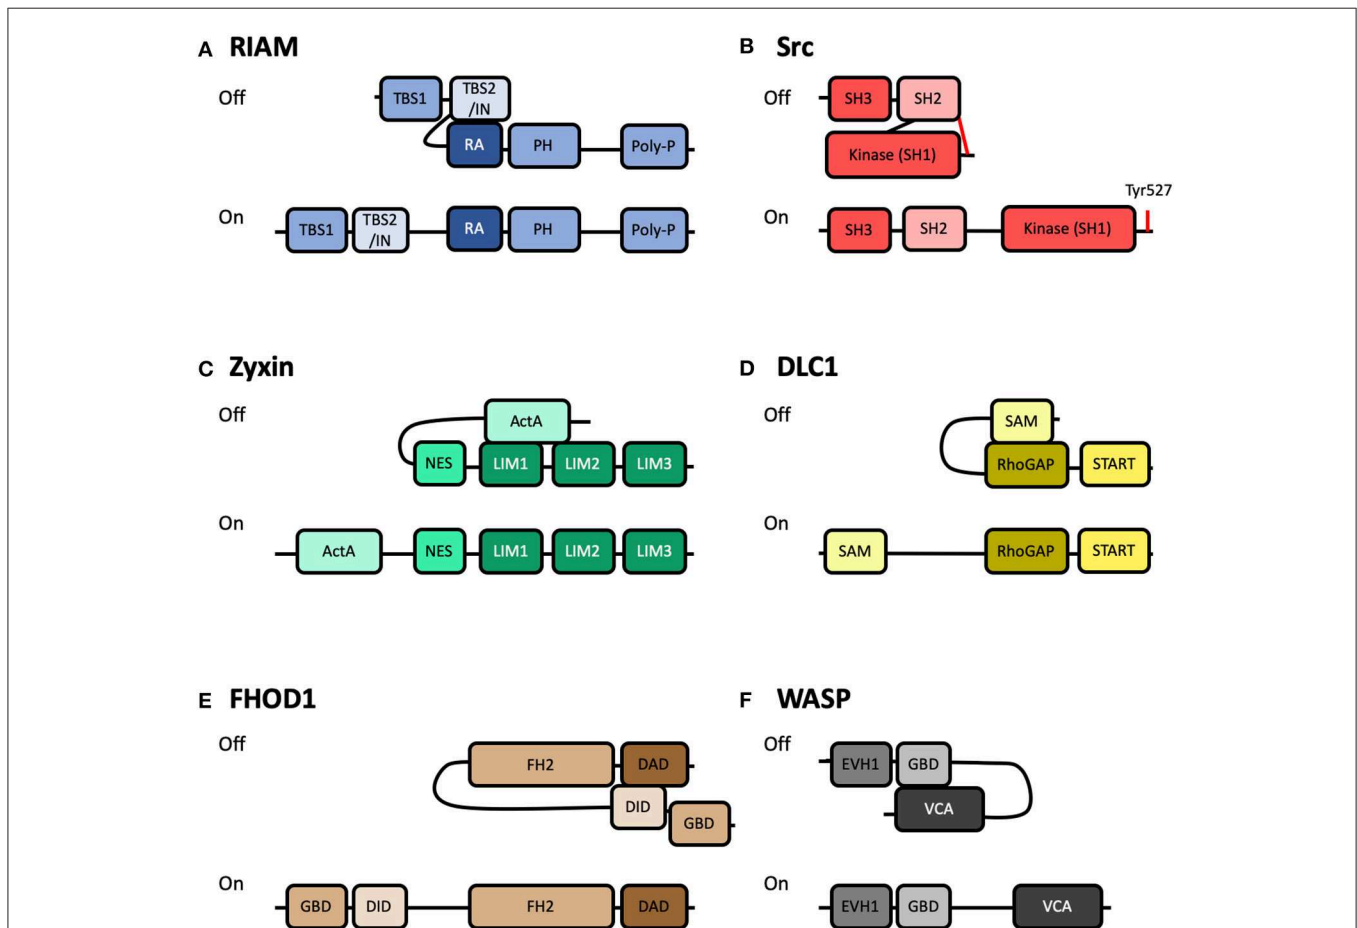 A RIAM
Off
TBS1
TBS2
/IN
RA
PH
Poly-P
On
TBS1
TBS2
/IN
RA
PH
Poly-P
B Src
Off
SH3
SH2
Kinase (SH1)
Tyr527
On
SH3
SH2
Kinase (SH1)
C Zyxin
Off
ActA
NES
LIM1
LIM2
LIM3
On
ActA
NES
LIM1
LIM2
LIM3
D DLC1
Off
SAM
RhoGAP
START
On
SAM
RhoGAP
START
E FHOD1
Off
FH2
DAD
DID
GBD
On
GBD
DID
FH2
DAD
F WASP
Off
EVH1
GBD
VCA
On
EVH1
GBD
VCA